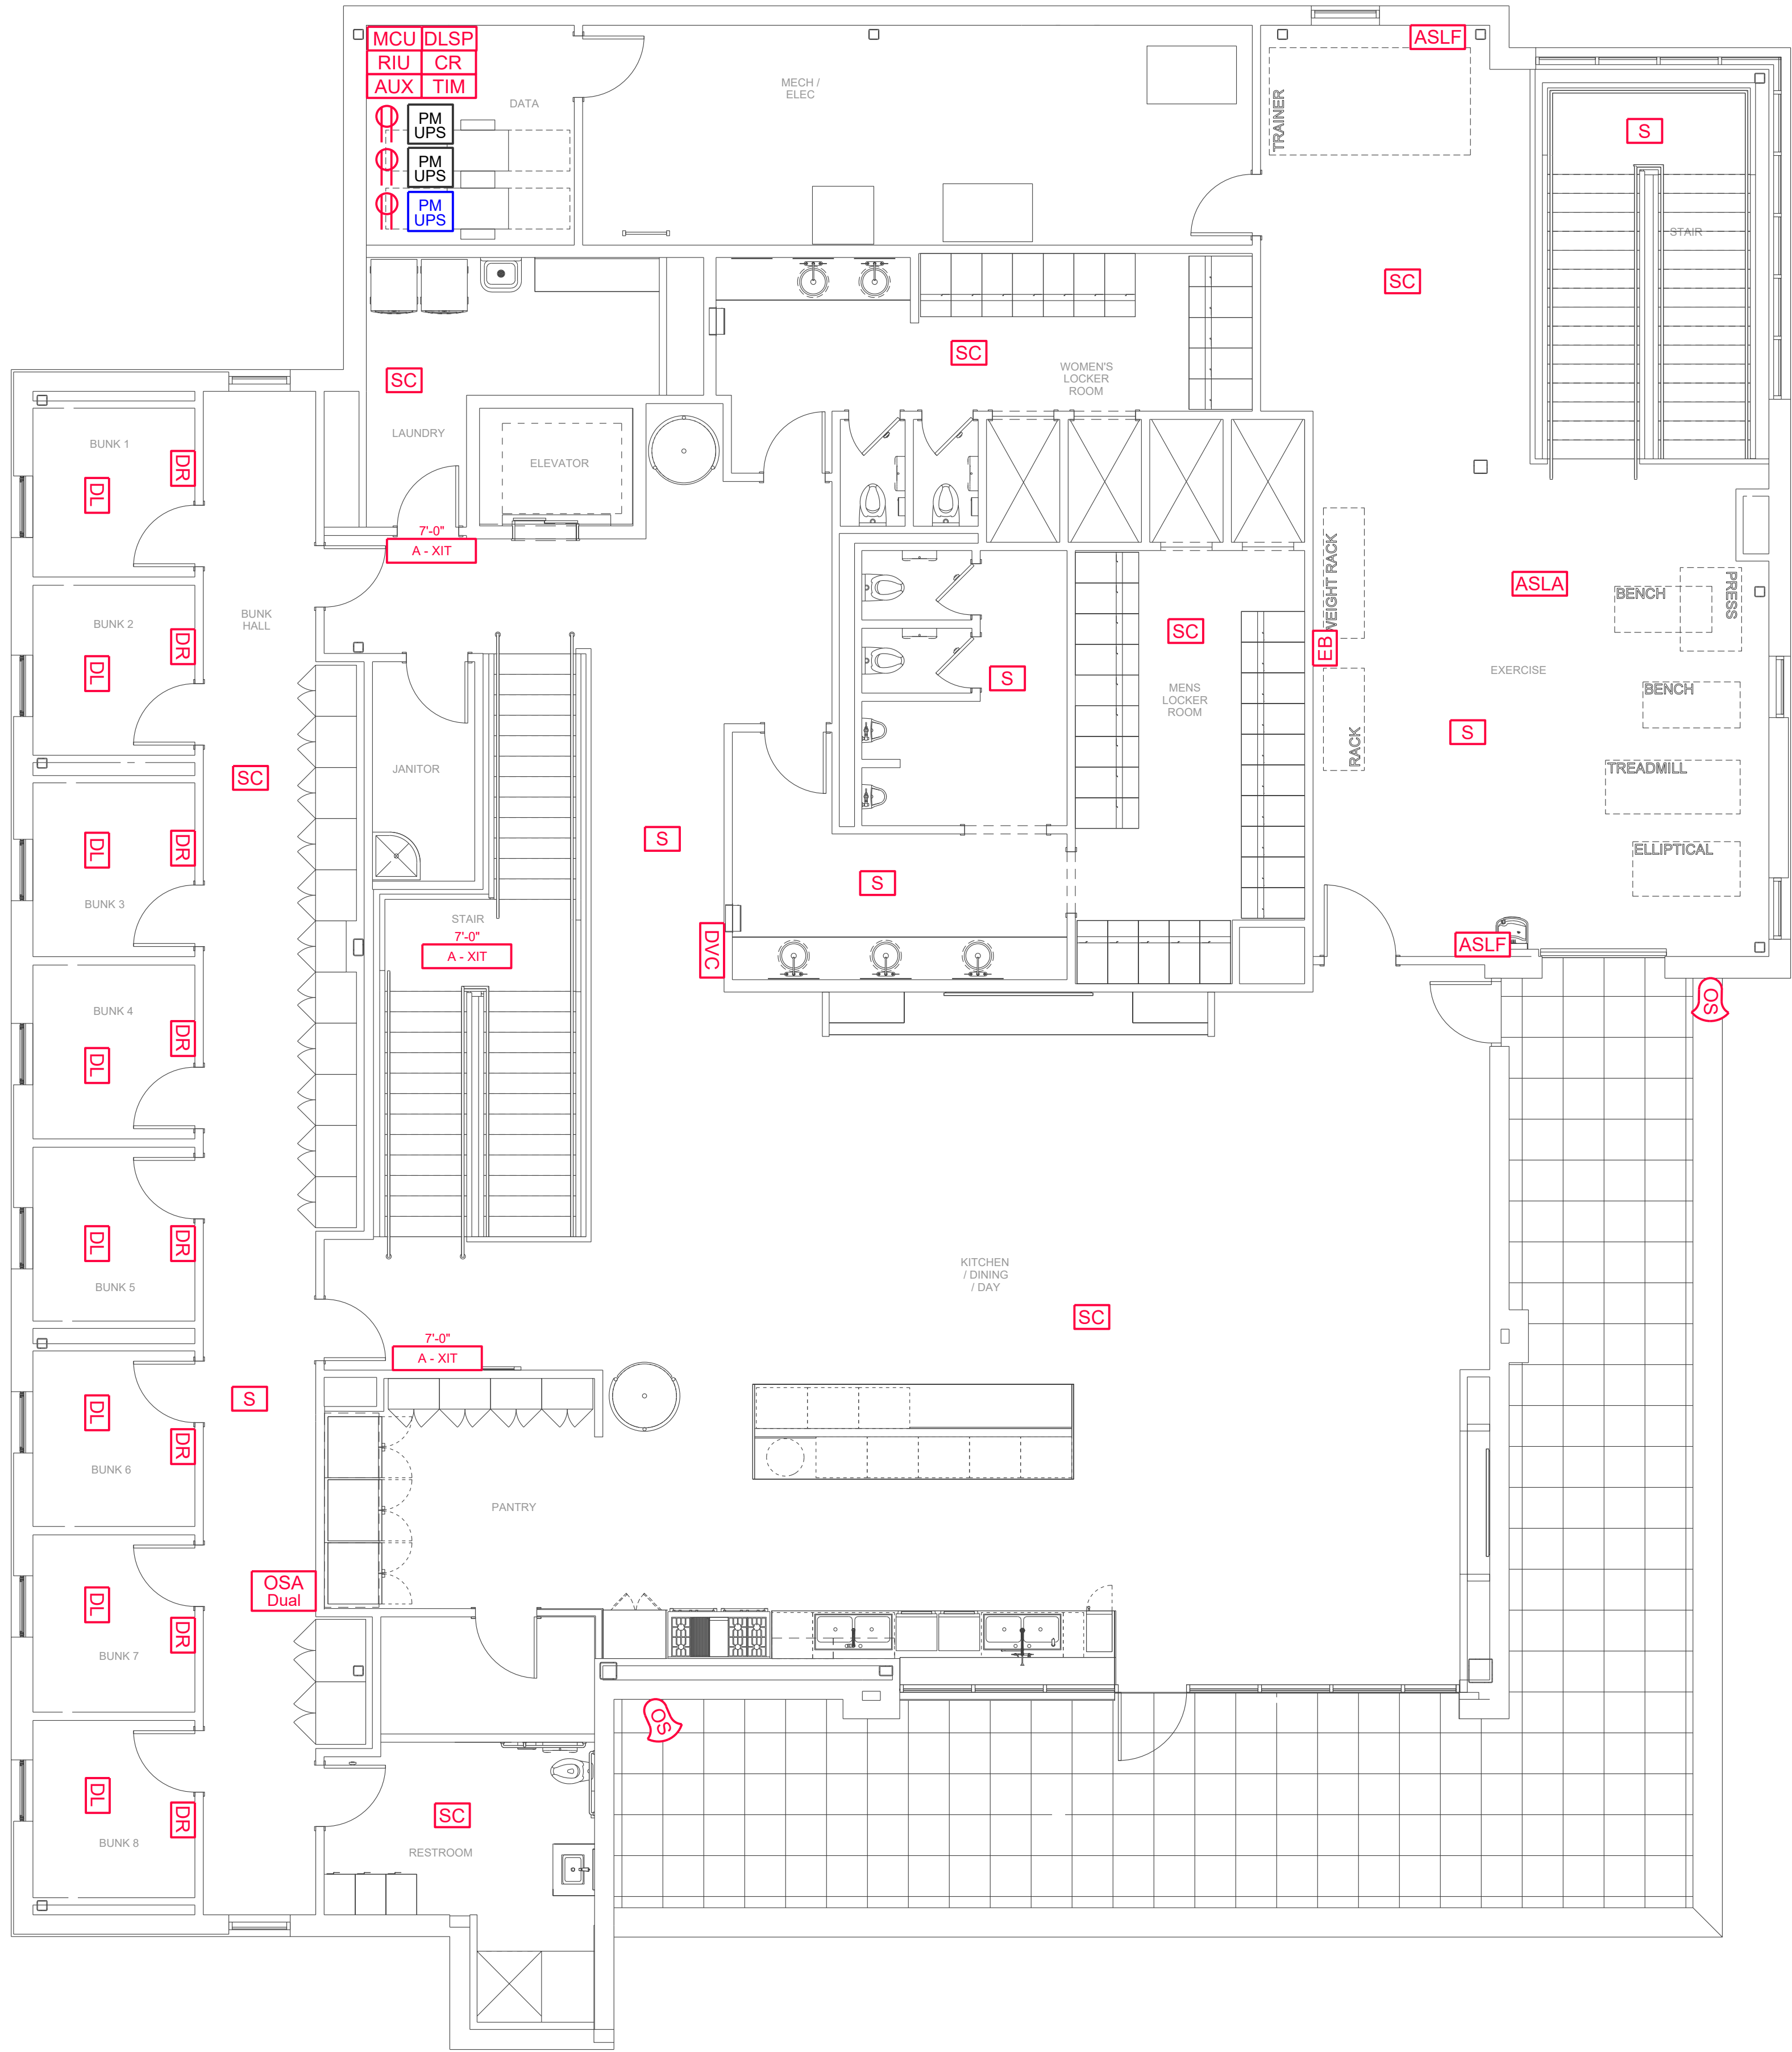 MCU DLSP
RIU CR
AUX TIM
PM
UPS
PM
UPS
PM
UPS
DATA
MECH /
ELEC
ASLF
TRAINER
S
STAIR
SC
SC
WOMEN'S
LOCKER
ROOM
SC
LAUNDRY
ELEVATOR
7'-0"
A - XIT
BUNK 1
DR
DL
BUNK 2
DR
DL
BUNK
HALL
SC
JANITOR
DL
DR
BUNK 3
STAIR
7'-0"
A - XIT
S
S
S
SC
MENS
LOCKER
ROOM
EB
WEIGHT RACK
RACK
ASLA
BENCH
PRESS
EXERCISE
BENCH
S
TREADMILL
ELLIPTICAL
DVC
ASLF
OS
BUNK 4
DR
DL
DL
DR
BUNK 5
KITCHEN
/ DINING
/ DAY
SC
7'-0"
A - XIT
S
DL
DR
BUNK 6
PANTRY
OSA
Dual
DL
DR
BUNK 7
OS
DL
DR
BUNK 8
SC
RESTROOM